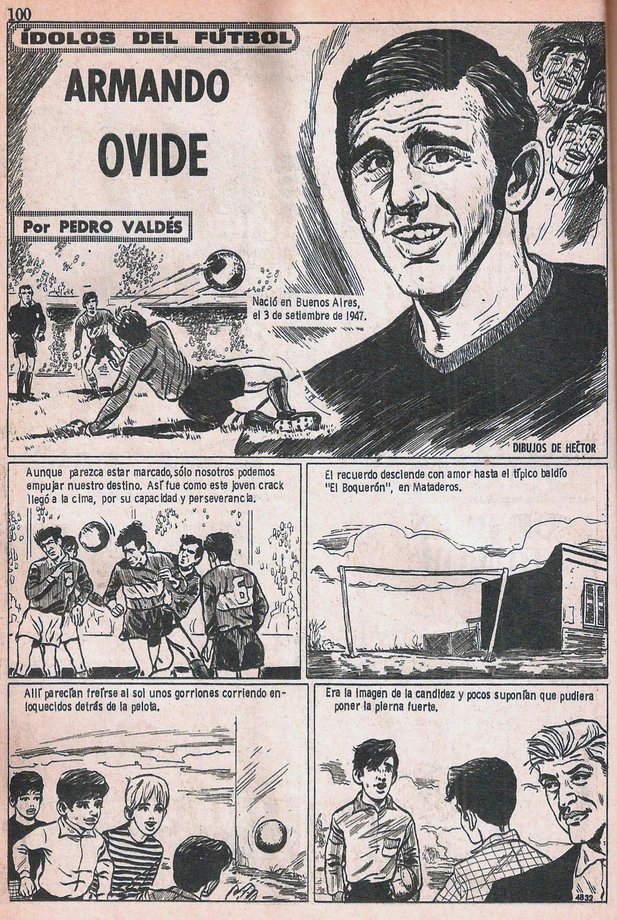 100
ÍDOLOS DEL FÚTBOL
ARMANDO
OVIDE
Por PEDRO VALDÉS
Nació en Buenos Aires,
el 3 de setiembre de 1947.
DIBUJOS DE HÉCTOR
Aunque parezca estar marcado, sólo nosotros podemos
empujar nuestro destino. Así fue como este joven crack
llegó a la cima, por su capacidad y perseverancia.
6
El recuerdo desciende con amor hasta el típico baldío
"El Boquerón", en Mataderos.
Allí parecían freírse al sol unos gorriones corriendo en-
loquecidos detrás de la pelota.
Era la imagen de la candidez y pocos suponían que pudiera
poner la pierna fuerte.
4832